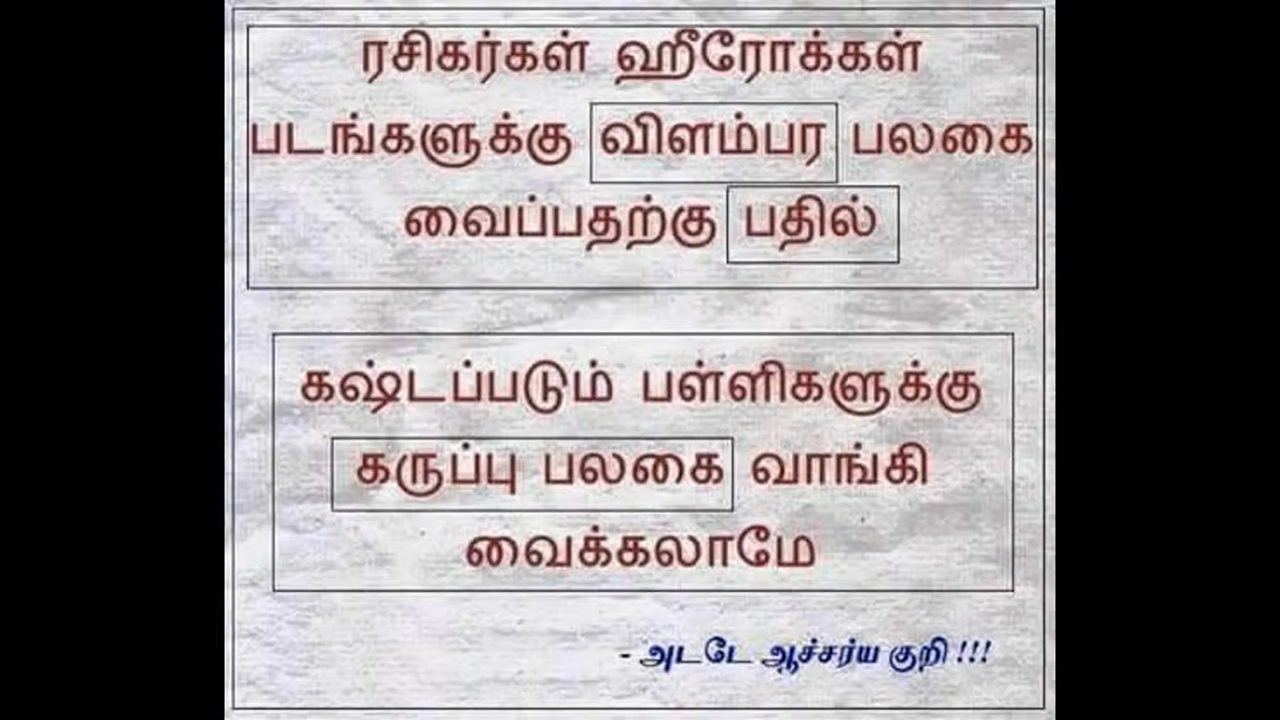 ரசிகர்கள் ஹீரோக்கள்
படங்களுக்கு விளம்பர பலகை
வைப்பதற்கு பதில்
கஷ்டப்படும் பள்ளிகளுக்கு
கருப்பு பலகை வாங்கி
வைக்கலாமே
- அடடே ஆச்சர்ய குறி !!!